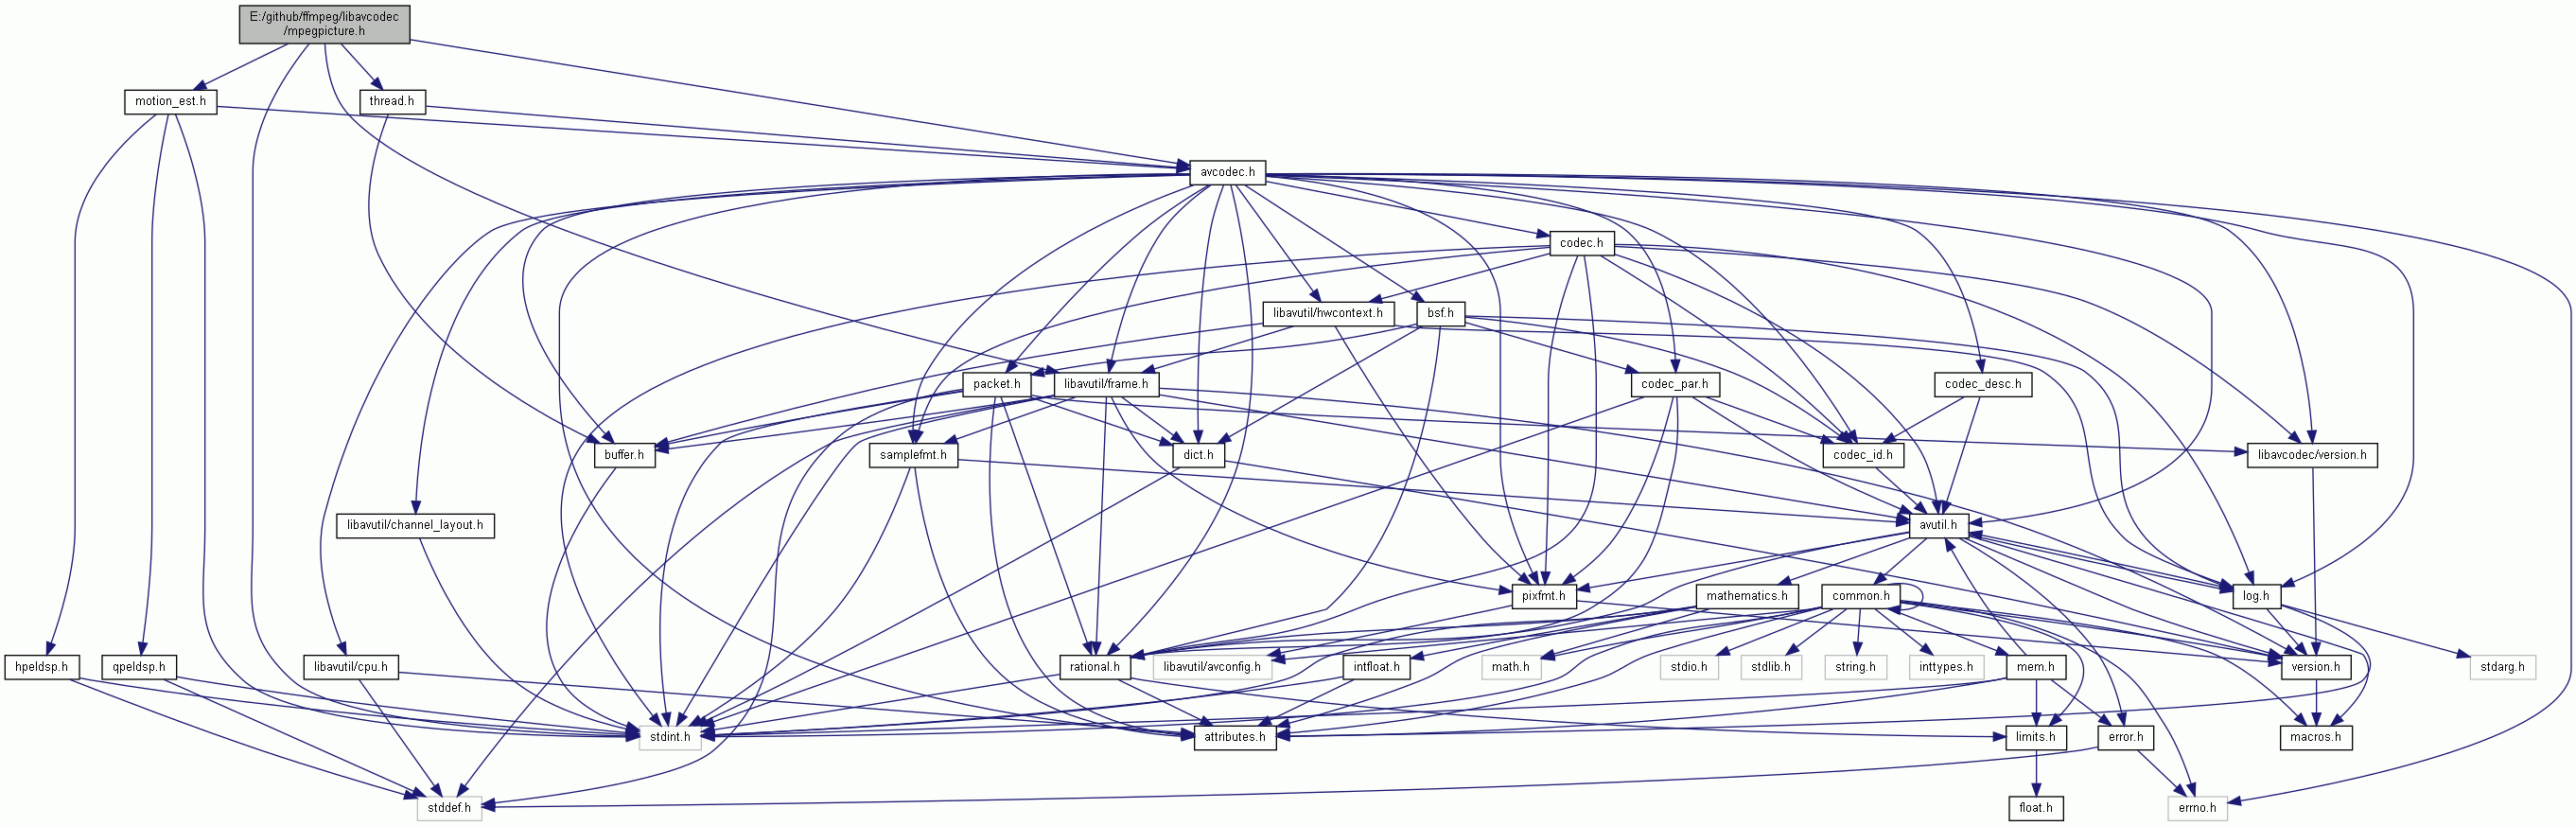 E:/github/ffmpeg/libavcodec
/mpegpicture.h
motion_est.h
thread.h
avcodec.h
codec.h
libavutil/hwcontext.h
bsf.h
packet.h
libavutil/frame.h
codec_par.h
codec_desc.h
buffer.h
samplefmt.h
dict.h
codec_id.h
libavcodec/version.h
libavutil/channel_layout.h
avutil.h
pixfmt.h
mathematics.h
common.h
log.h
hpeldsp.h
qpeldsp.h
libavutil/cpu.h
rational.h
libavutil/avconfig.h
intfloat.h
math.h
stdio.h
stdlib.h
string.h
inttypes.h
mem.h
version.h
stdarg.h
stdint.h
attributes.h
limits.h
error.h
macros.h
stddef.h
float.h
errno.h